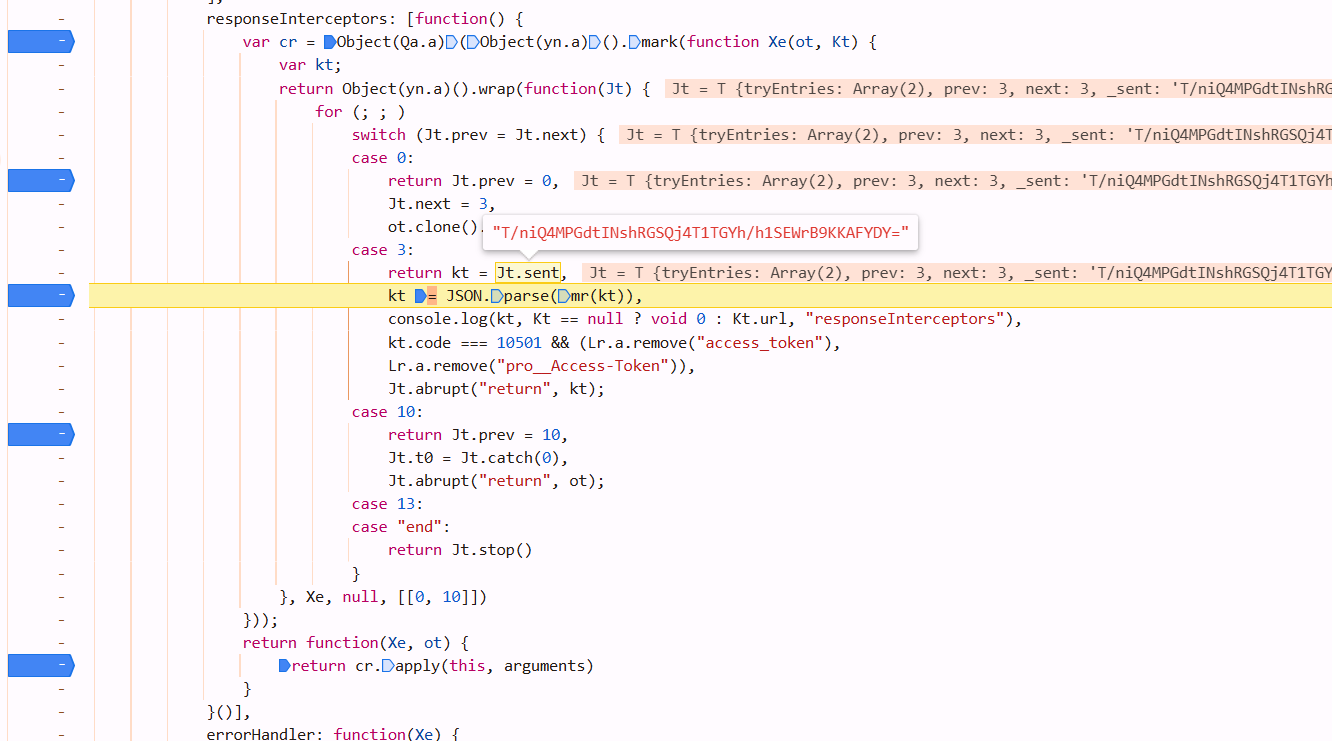 ],
responseInterceptors: [function() {
var cr = Object(Qa.a)(Object(yn.a)().mark(function Xe(ot, Kt) {
var kt;
return Object(yn.a)().wrap(function(Jt) { Jt = T {tryEntries: Array(2), prev: 3, next: 3, _sent: 'T/niQ4MPGdtINshRG
for (; ; )
switch (Jt.prev = Jt.next) { Jt = T {tryEntries: Array(2), prev: 3, next: 3, _sent: 'T/niQ4MPGdtINshRGSQj4T
case 0:
return Jt.prev = 0, Jt = T {tryEntries: Array(2), prev: 3, next: 3, _sent: 'T/niQ4MPGdtINshRGSQj4T1TGYh
Jt.next = 3,
ot.clone().
"T/niQ4MPGdtINshRGSQj4T1TGYh/h1SEWrB9KKAFYDY="
case 3:
return kt = Jt.sent, Jt = T {tryEntries: Array(2), prev: 3, next: 3, _sent: 'T/niQ4MPGdtINshRGSQj4T1TGY
kt = JSON.parse(mr(kt)),
console.log(kt, Kt == null ? void 0 : Kt.url, "responseInterceptors"),
kt.code === 10501 && (Lr.a.remove("access_token"),
Lr.a.remove("pro__Access-Token")),
Jt.abrupt("return", kt);
case 10:
return Jt.prev = 10,
Jt.t0 = Jt.catch(0),
Jt.abrupt("return", ot);
case 13:
case "end":
return Jt.stop()
}
}, Xe, null, [[0, 10]])
}));
return function(Xe, ot) {
return cr.apply(this, arguments)
}
}()],
errorHandler: function(Xe) {